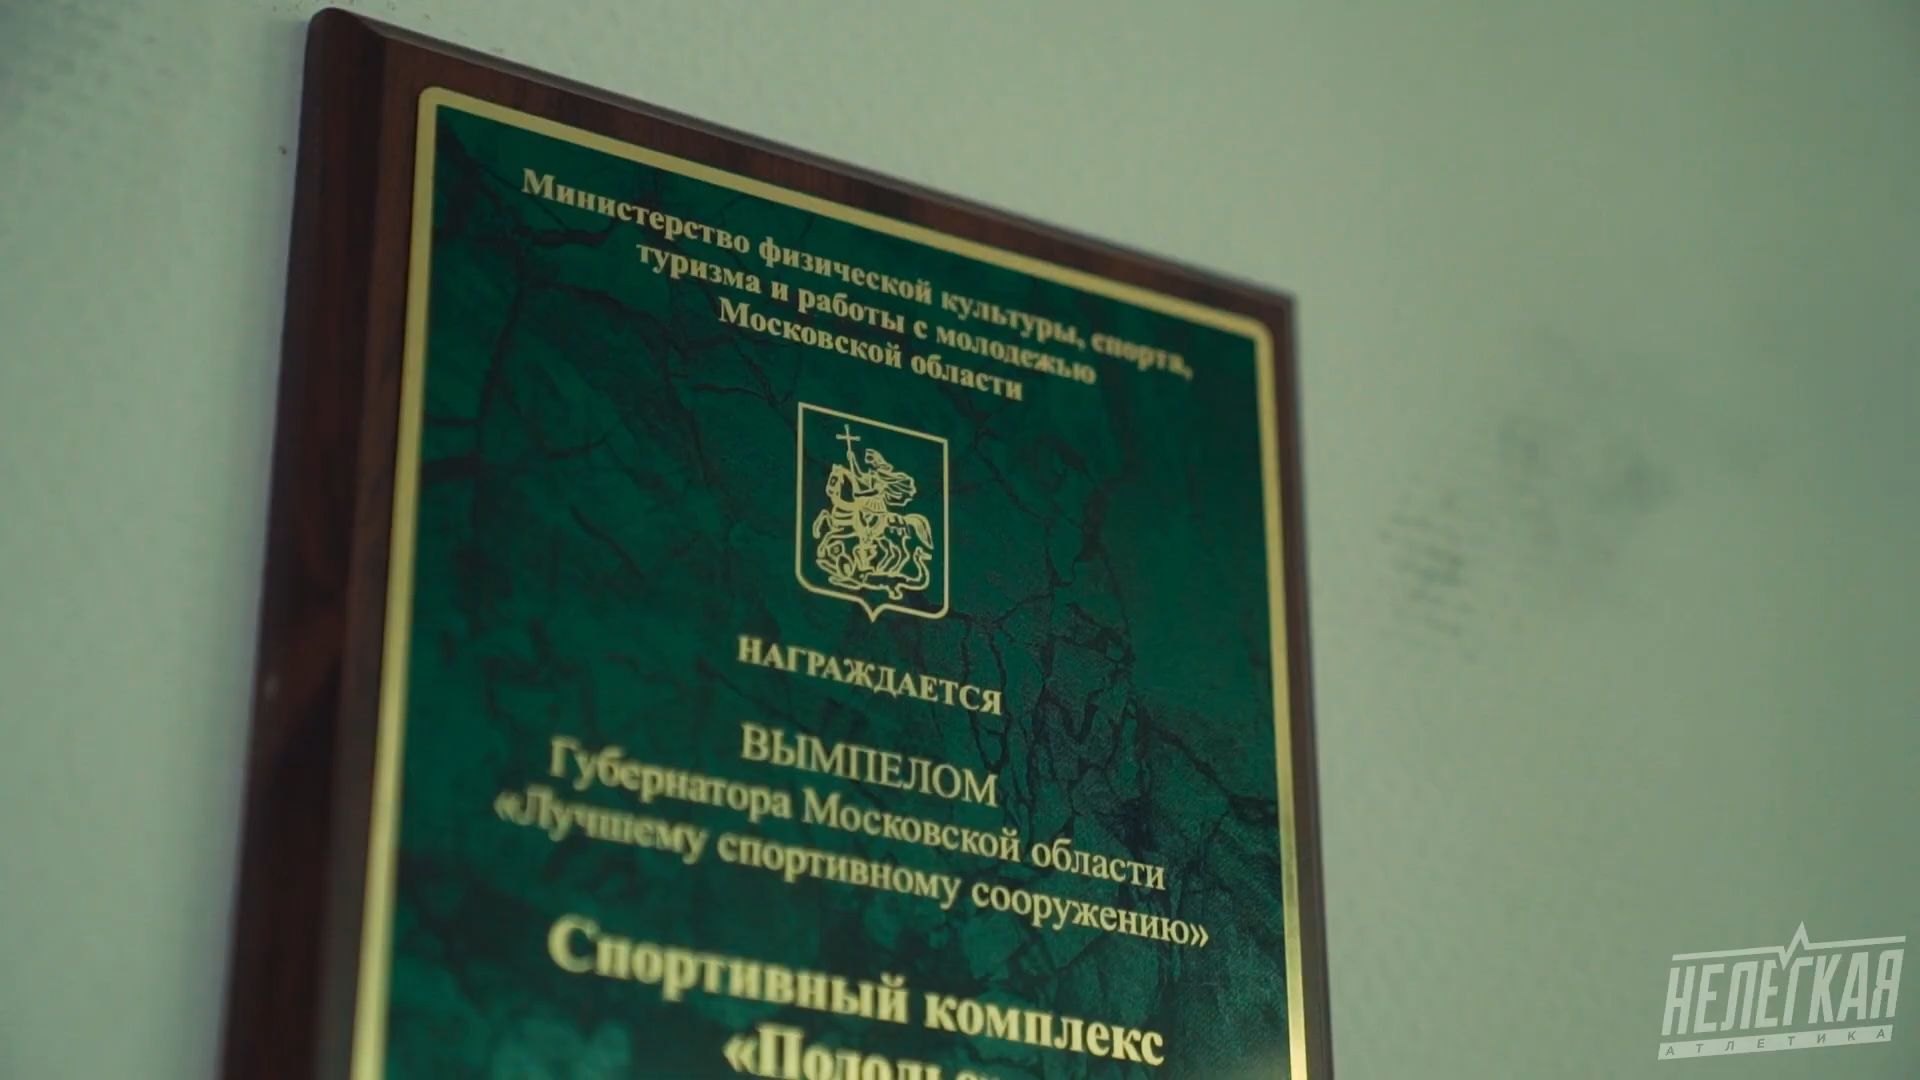 Министерство физической культуры, спорта,
туризма и работы с молодежью
Московской области
НАГРАЖДАЕТСЯ
ВЫМПЕЛОМ
Губернатора Московской области
«Лучшему спортивному сооружению»
Спортивный комплекс
НЕЛЕГКАЯ
АТЛЕТИКА